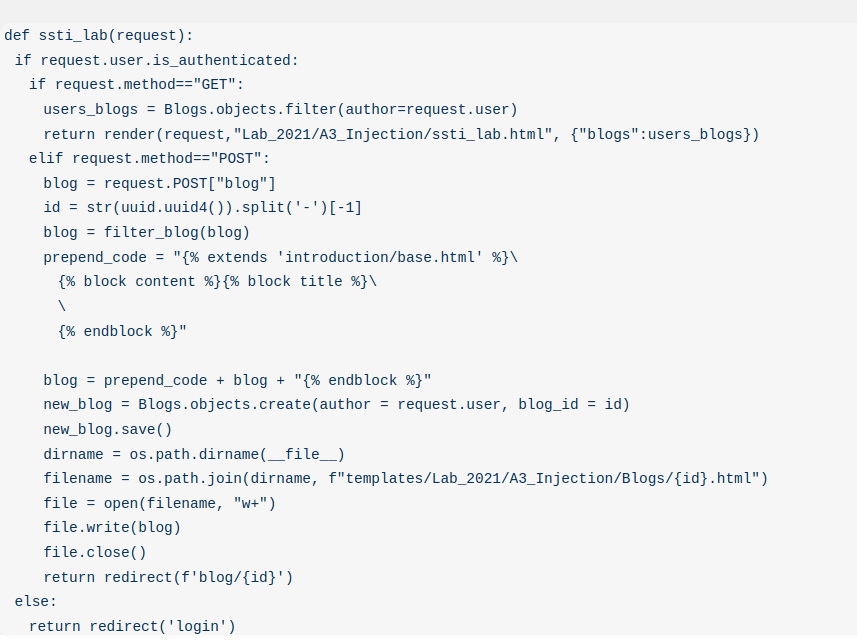 def ssti_lab(request):
if request.user.is_authenticated:
if request.method=="GET":
users_blogs = Blogs.objects.filter(author=request.user)
return render(request,"Lab_2021/A3_Injection/ssti_lab.html", {"blogs":users_blogs})
elif request.method=="POST":
blog = request.POST["blog"]
id = str(uuid.uuid4()).split('-')[-1]
blog = filter_blog(blog)
prepend_code = "{% extends 'introduction/base.html' %}\
{% block content %}{% block title %}\
\
{% endblock %}"
blog = prepend_code + blog + "{% endblock %}"
new_blog = Blogs.objects.create(author = request.user, blog_id = id)
new_blog.save()
dirname = os.path.dirname(__file__)
filename = os.path.join(dirname, f"templates/Lab_2021/A3_Injection/Blogs/{id}.html")
file = open(filename, "w+")
file.write(blog)
file.close()
return redirect(f'blog/{id}')
else:
return redirect('login')